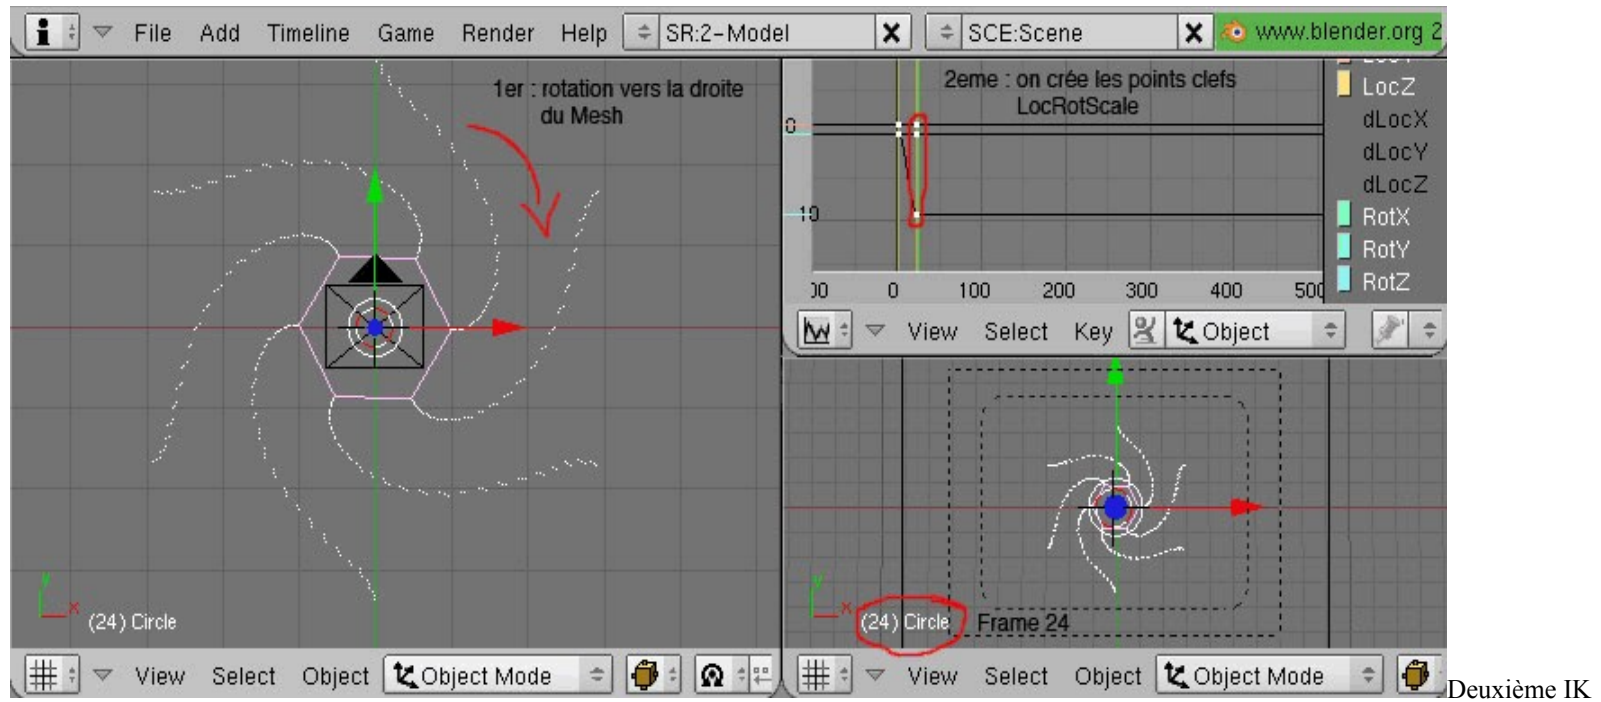 File Add Timeline Game Render Help SR:2-Model SCE:Scene www.blender.org 2
1er : rotation vers la droite
du Mesh
y
x
(24) Circle
View Select Object Object Mode
2eme : on crée les points clefs
LocRotScale
0
-10
LocZ
dLocX
dLocY
dLocZ
RotX
RotY
RotZ
0 100 200 300 400 500
View Select Key Object
y
x
(24) Circle Frame 24
View Select Object Object Mode
Deuxième IK